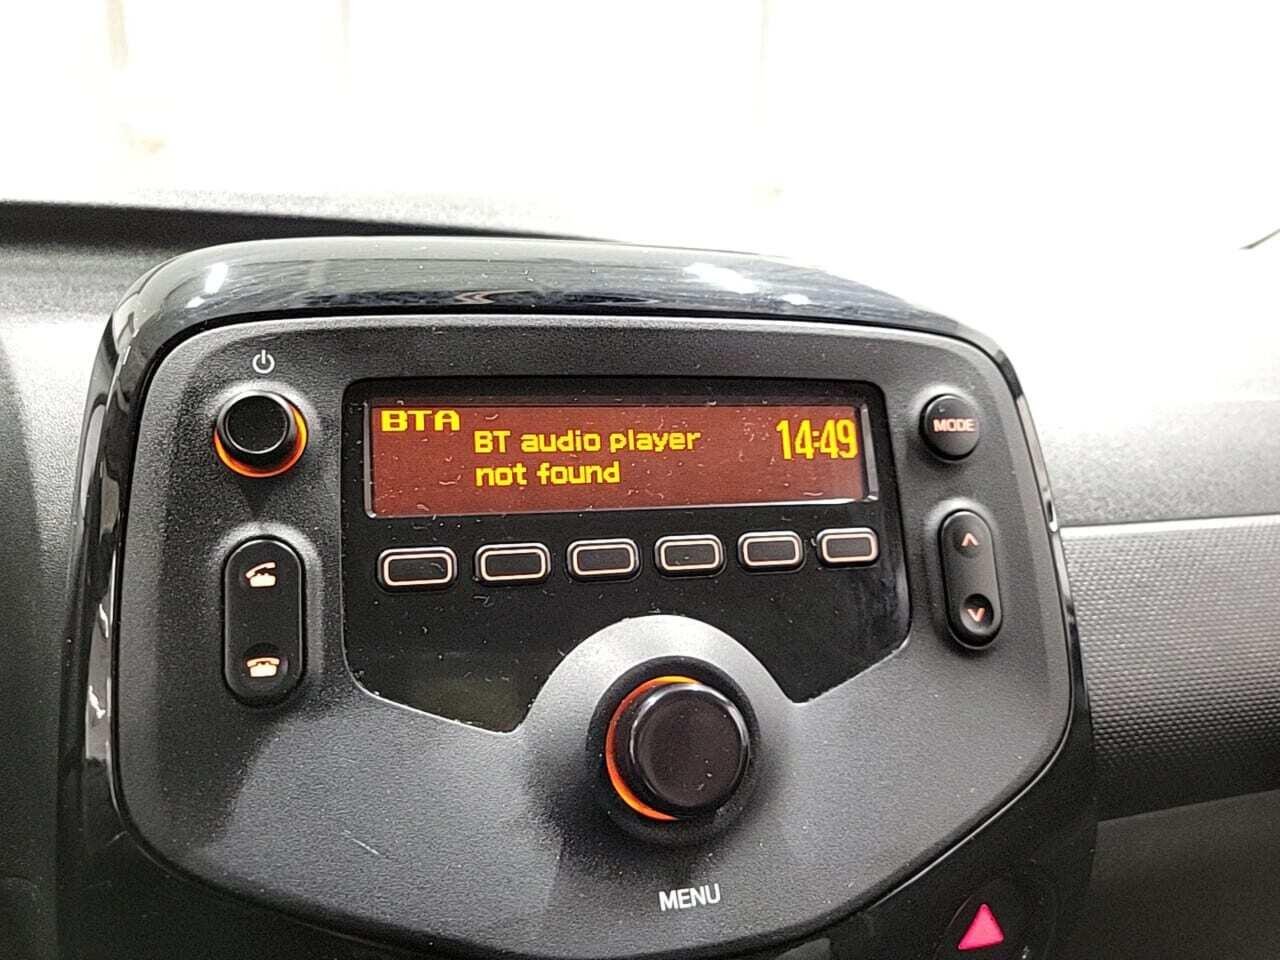 BTA
BT audio player
not found
14:49
MODE
MENU